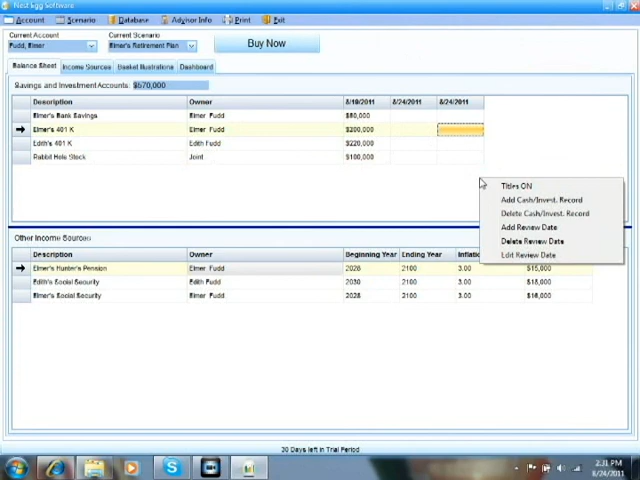 Nest Egg Software
Account Scenario Database Advisor Info Print Exit
Current Account Current Scenario
Fudd, Elmer Elmer's Retirement Plan Buy Now
Balance Sheet Income Sources Basket Illustrations Dashboard
Savings and Investment Accounts: $570,000
Description Owner 8/19/2011 8/24/2011 8/24/2011
Elmer's Bank Savings Elmer Fudd $50,000
Elmer's 401 K Elmer Fudd $200,000
Edith's 401 K Edith Fudd $220,000
Rabbit Hole Stock Joint $100,000
Titles ON
Add Cash/Invest. Record
Delete Cash/Invest. Record
Add Review Date
Delete Review Date
Edit Review Date
Other Income Sources:
Description Owner Beginning Year Ending Year Inflatio
Elmer's Hunter's Pension Elmer Fudd 2028 2100 3.00 $15,000
Edith's Social Security Edith Fudd 2030 2100 3.00
Elmer's Social Security Elmer Fudd 2028 2100 3.00
30 Days left in Trial Period
2:31 PM
8/24/2011